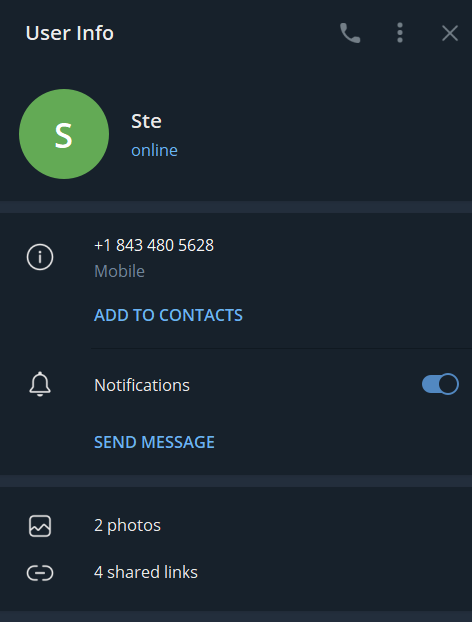 User Info
S
Ste
online
+1 843 480 5628
Mobile
ADD TO CONTACTS
Notifications
SEND MESSAGE
2 photos
4 shared links